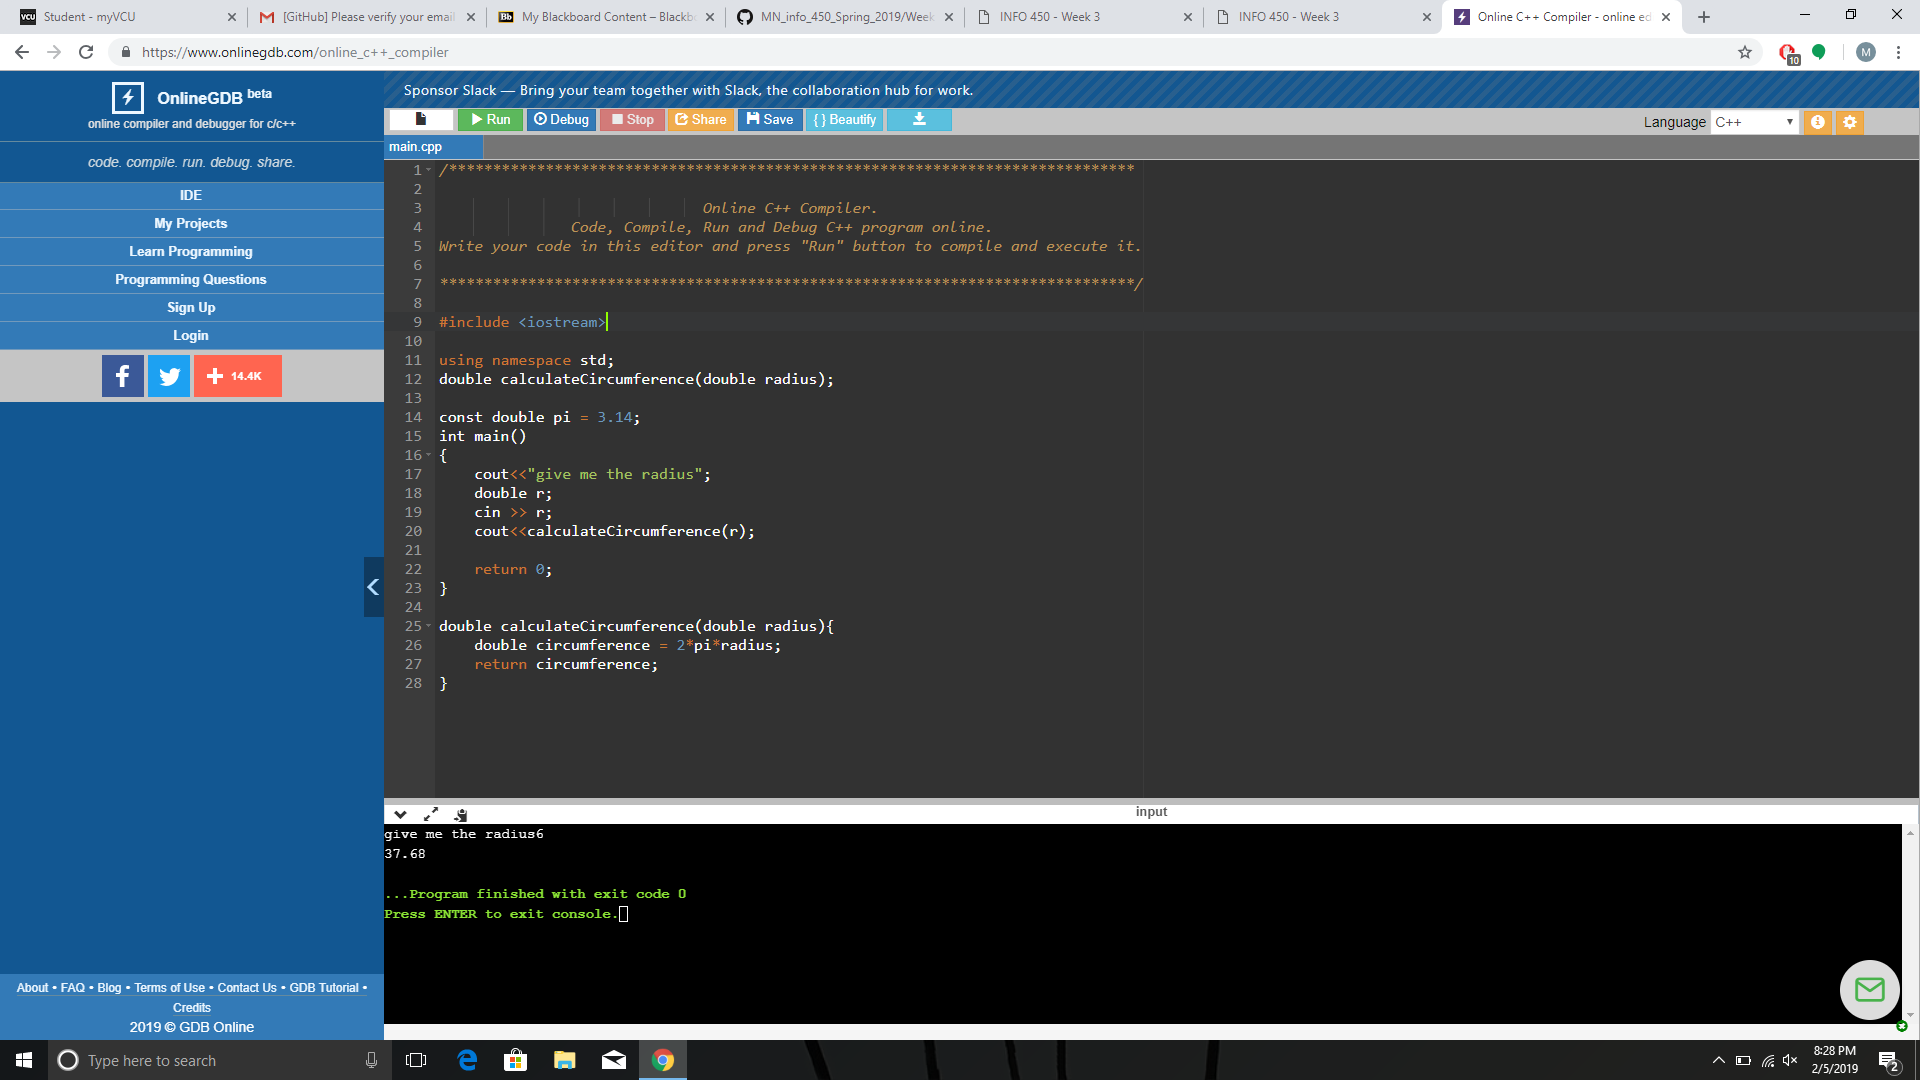 Student - myVCU
[GitHub] Please verify your email
My Blackboard Content – Blackb
MN_info_450_Spring_2019/Week
INFO 450 - Week 3
INFO 450 - Week 3
Online C++ Compiler - online ed
https://www.onlinegdb.com/online_c++_compiler
10
M
OnlineGDB beta
online compiler and debugger for c/c++
code. compile. run. debug. share.
IDE
My Projects
Learn Programming
Programming Questions
Sign Up
Login
14.4K
About • FAQ • Blog • Terms of Use • Contact Us • GDB Tutorial •
Credits
2019 © GDB Online
Sponsor Slack — Bring your team together with Slack, the collaboration hub for work.
Run Debug Stop Share Save { } Beautify
Language C++
main.cpp
1 /******************************************************************************
2
3 Online C++ Compiler.
4 Code, Compile, Run and Debug C++ program online.
5 Write your code in this editor and press "Run" button to compile and execute it.
6
7 *******************************************************************************/
8
9 #include <iostream>
10
11 using namespace std;
12 double calculateCircumference(double radius);
13
14 const double pi = 3.14;
15 int main()
16 {
17     cout<<"give me the radius";
18     double r;
19     cin >> r;
20     cout<<calculateCircumference(r);
21
22     return 0;
23 }
24
25 double calculateCircumference(double radius){
26     double circumference = 2*pi*radius;
27     return circumference;
28 }
input
give me the radius6
37.68
...Program finished with exit code 0
Press ENTER to exit console.
Type here to search
8:28 PM
2/5/2019
2